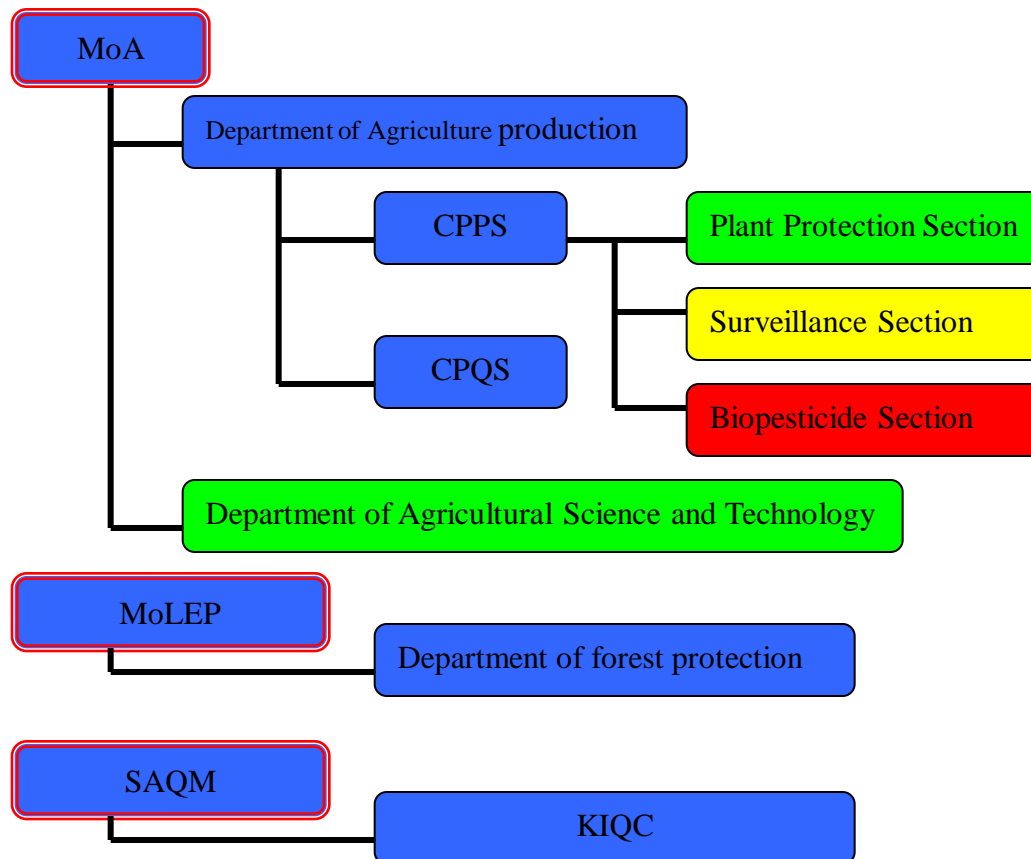 MoA
Department of Agriculture production
CPPS
Plant Protection Section
Surveillance Section
CPQS
Biopesticide Section
Department of Agricultural Science and Technology
MoLEP
Department of forest protection
SAQM
KIQC